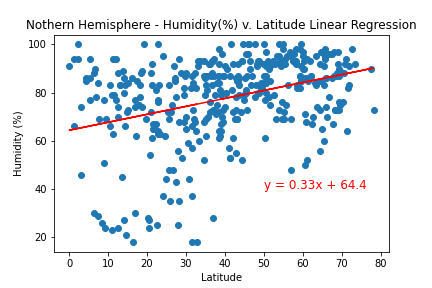 Nothern Hemisphere - Humidity(%) v. Latitude Linear Regression
100
80
60
40
20
Humidity (%)
y = 0.33x + 64.4
0 10 20 30 40 50 60 70 80
Latitude